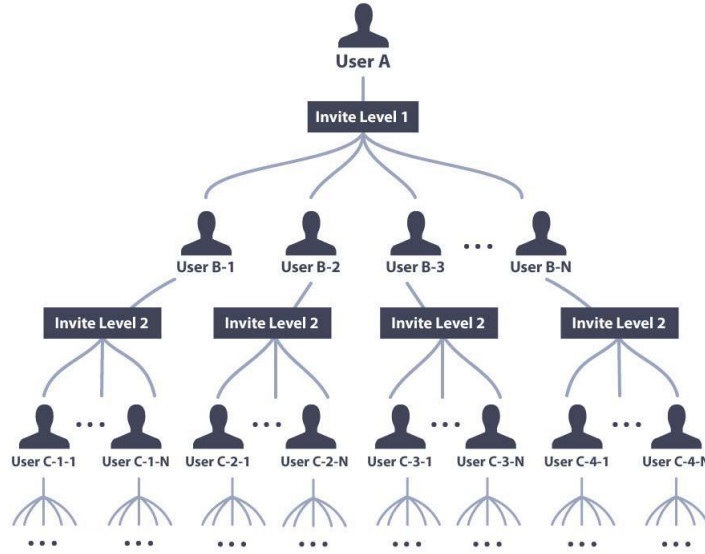 User A
Invite Level 1
User B-1
User B-2
User B-3
User B-N
Invite Level 2
Invite Level 2
Invite Level 2
Invite Level 2
User C-1-1
User C-1-N
User C-2-1
User C-2-N
User C-3-1
User C-3-N
User C-4-1
User C-4-N